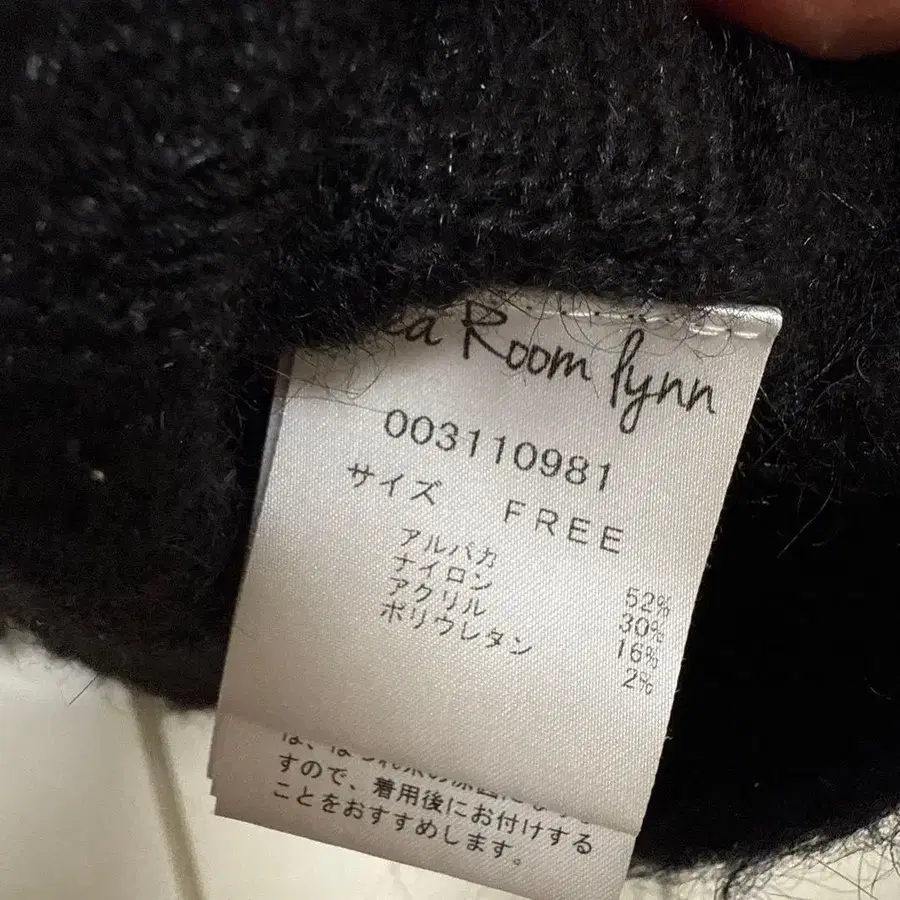 ea Room lynn
003110981
サイズ FREE
アルパカ 52%
ナイロン 30%
アクリル 16%
ポリウレタン 2%
すので、着用後にお付けする
ことをおすすめします。